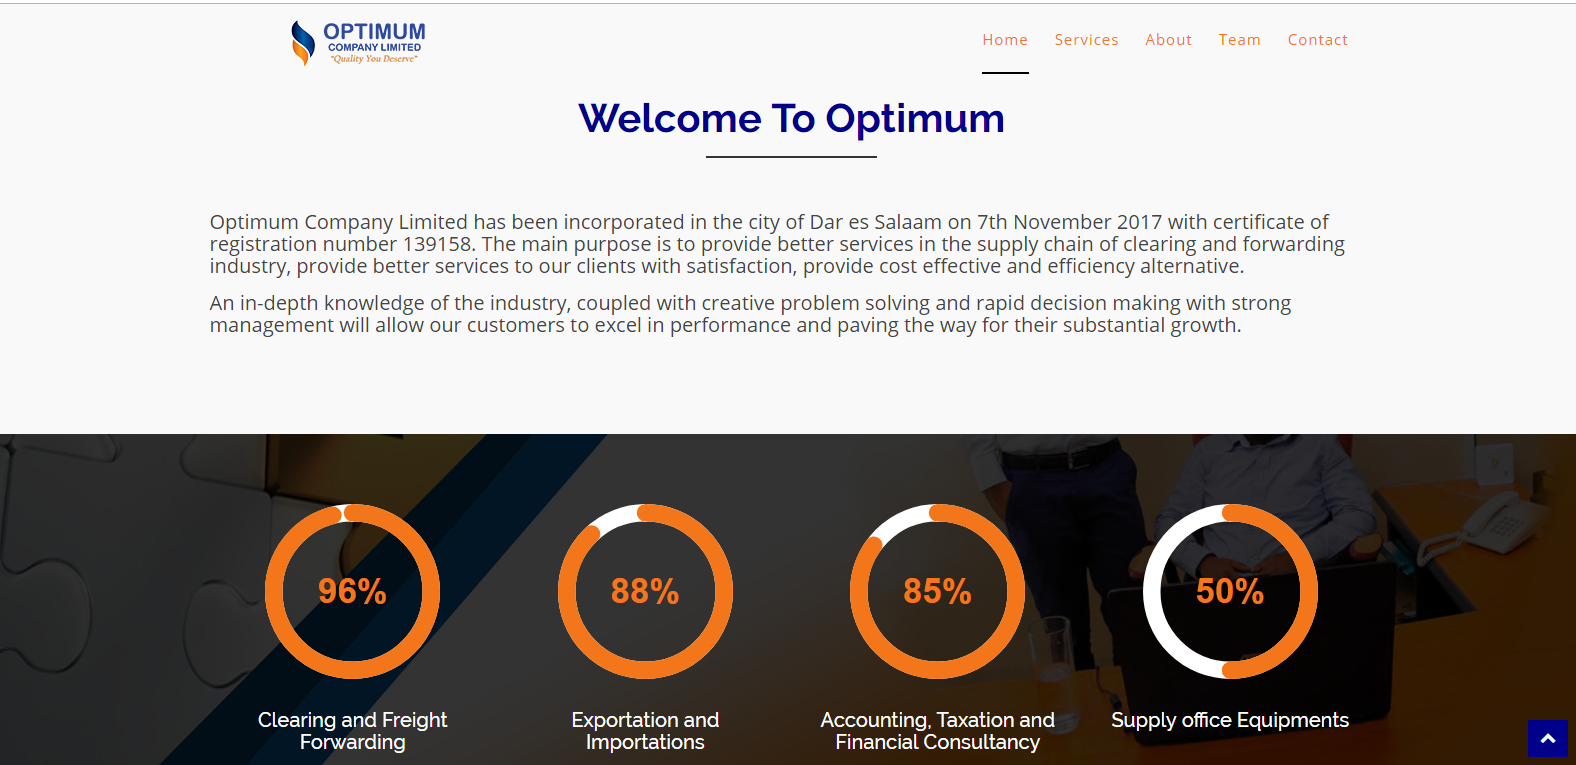 OPTIMUM
COMPANY LIMITED
"Quality You Deserve"
Home Services About Team Contact
Welcome To Optimum
Optimum Company Limited has been incorporated in the city of Dar es Salaam on 7th November 2017 with certificate of
registration number 139158. The main purpose is to provide better services in the supply chain of clearing and forwarding
industry, provide better services to our clients with satisfaction, provide cost effective and efficiency alternative.
An in-depth knowledge of the industry, coupled with creative problem solving and rapid decision making with strong
management will allow our customers to excel in performance and paving the way for their substantial growth.
96%
88%
85%
50%
Clearing and Freight
Forwarding
Exportation and
Importations
Accounting, Taxation and
Financial Consultancy
Supply office Equipments